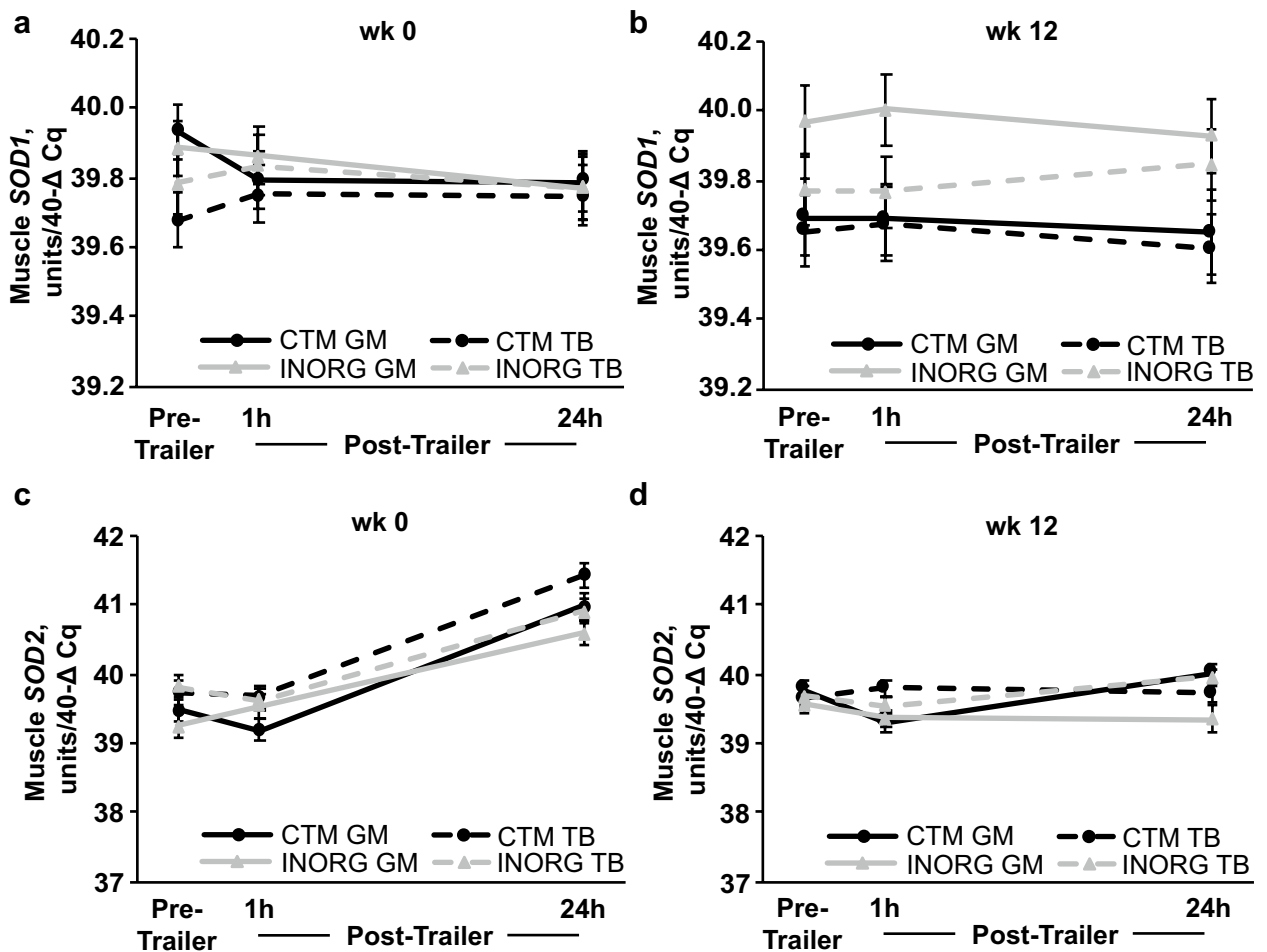 a
wk 0
Muscle SOD1,
units/40-Δ Cq
40.2
40.0
39.8
39.6
39.4
39.2
CTM GM
CTM TB
INORG GM
INORG TB
Pre-
Trailer
1h
24h
Post-Trailer
b
wk 12
Muscle SOD1,
units/40-Δ Cq
40.2
40.0
39.8
39.6
39.4
39.2
CTM GM
CTM TB
INORG GM
INORG TB
Pre-
Trailer
1h
24h
Post-Trailer
c
wk 0
Muscle SOD2,
units/40-Δ Cq
42
41
40
39
38
37
CTM GM
CTM TB
INORG GM
INORG TB
Pre-
Trailer
1h
24h
Post-Trailer
d
wk 12
Muscle SOD2,
units/40-Δ Cq
42
41
40
39
38
37
CTM GM
CTM TB
INORG GM
INORG TB
Pre-
Trailer
1h
24h
Post-Trailer